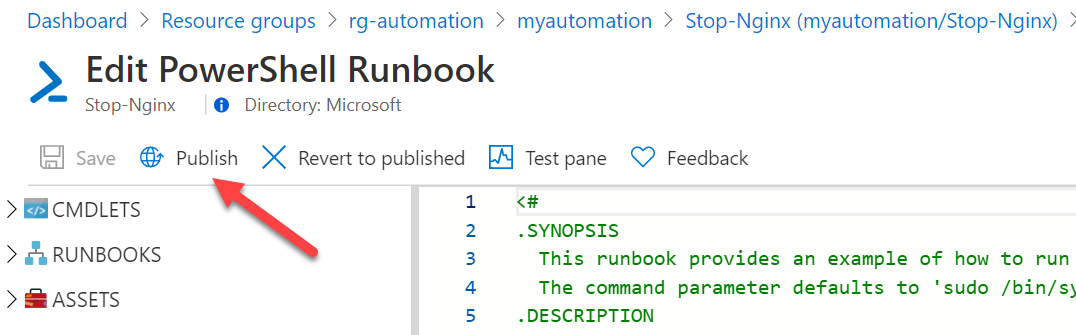 Dashboard > Resource groups > rg-automation > myautomation > Stop-Nginx (myautomation/Stop-Nginx) >
Edit PowerShell Runbook
Stop-Nginx | Directory: Microsoft
Save Publish Revert to published Test pane Feedback
CMDLETS
RUNBOOKS
ASSETS
1 <#
2 .SYNOPSIS
3 This runbook provides an example of how to run
4 The command parameter defaults to 'sudo /bin/sy
5 .DESCRIPTION